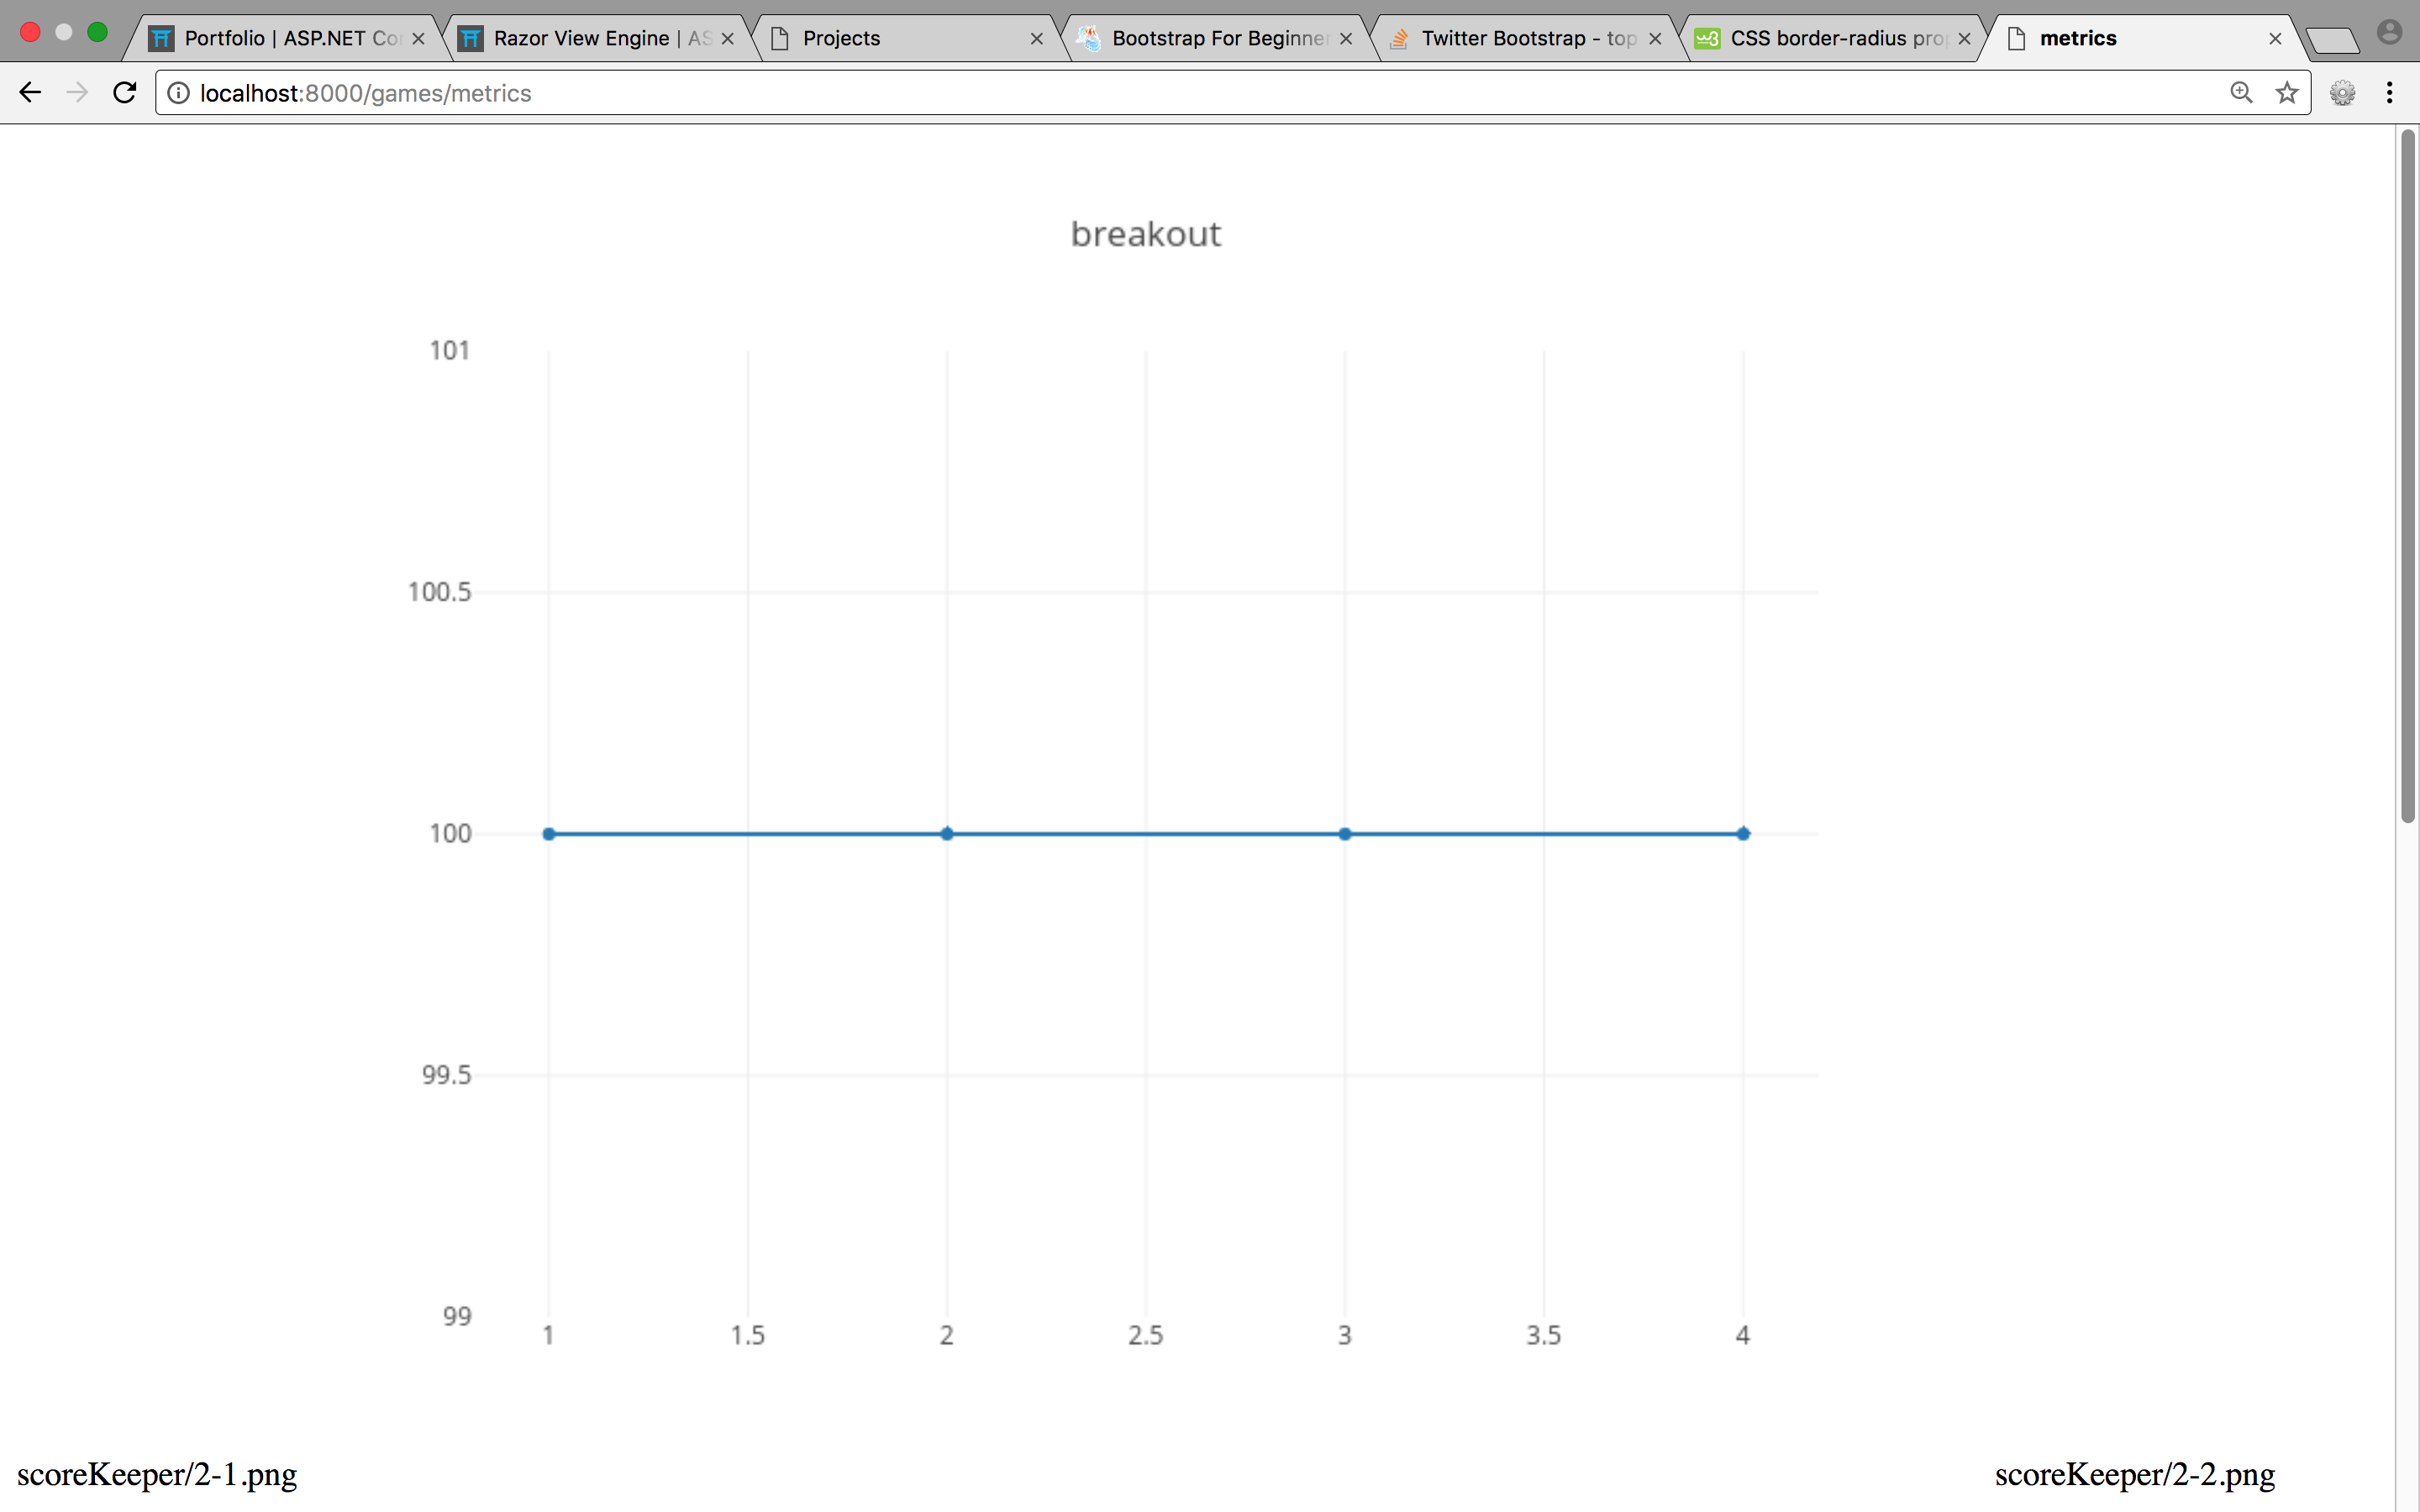 Portfolio | ASP.NET Co
Razor View Engine | AS
Projects
Bootstrap For Beginner
Twitter Bootstrap - top
CSS border-radius pro
metrics
localhost:8000/games/metrics
breakout
101
100.5
100
99.5
99
1 1.5 2 2.5 3 3.5 4
scoreKeeper/2-1.png scoreKeeper/2-2.png